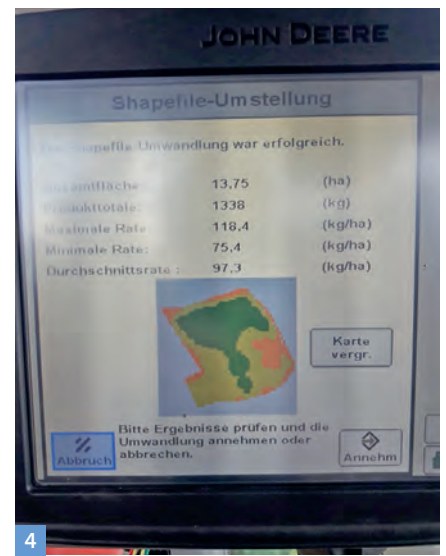 JOHN DEERE
Shapefile-Umstellung
Shapefile Umwandlung war erfolgreich.
13,75 (ha)
Produkttotale: 1338 (kg)
Maximale Rate 118,4 (kg/ha)
Minimale Rate: 75,4 (kg/ha)
Durchschnittsrate : 97,3 (kg/ha)
Karte
vergr.
Bitte Ergebnisse prüfen und die
Umwandlung annehmen oder
abbrechen.
Abbruch
Annehm
4